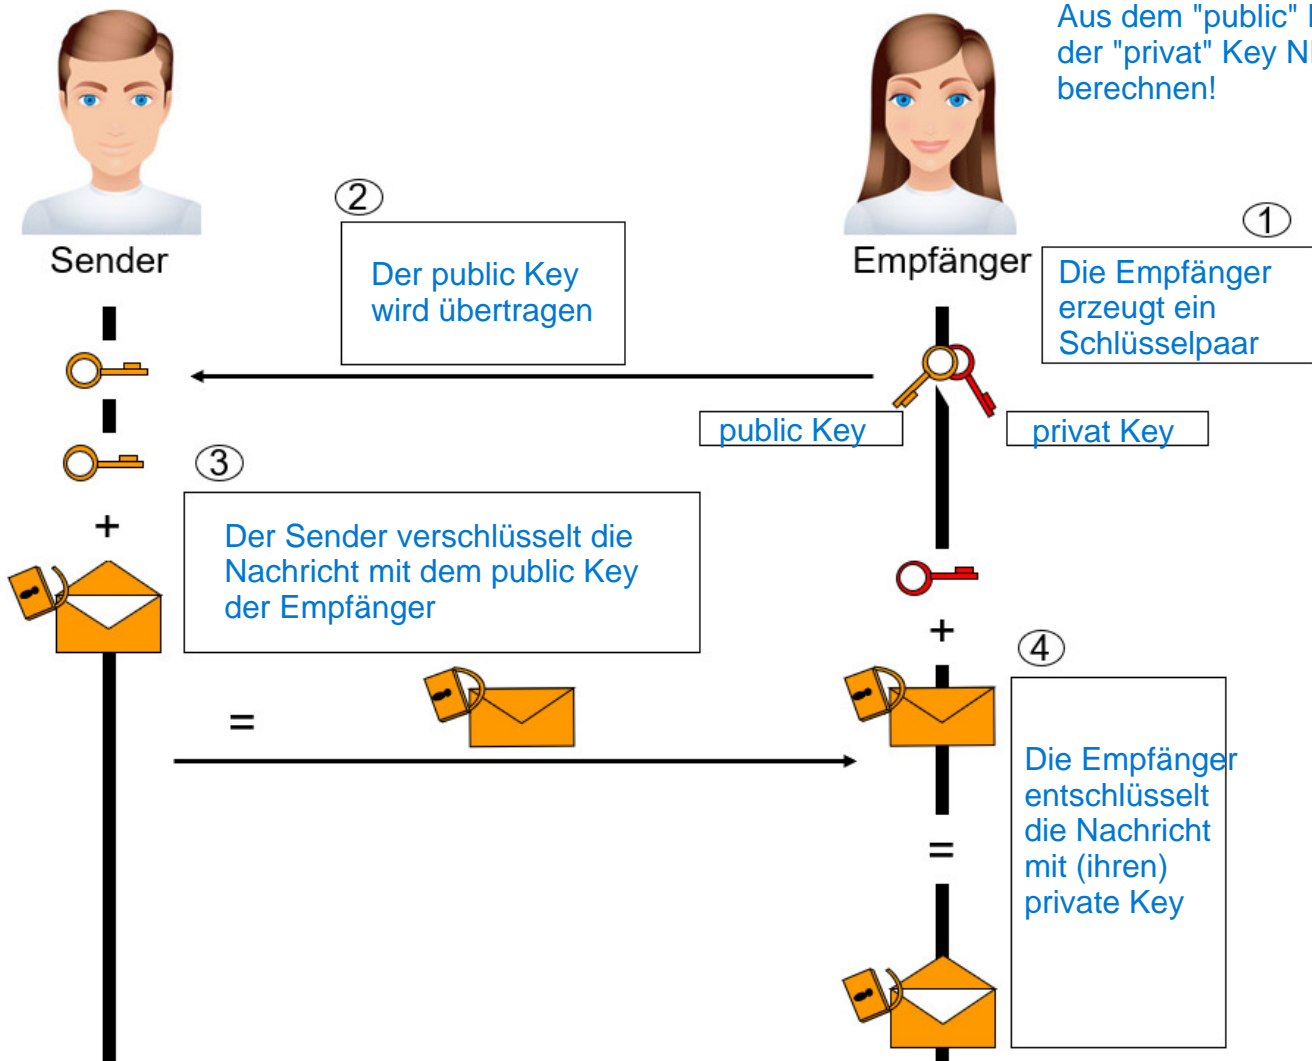 Aus dem "public"
der "privat" Key
berechnen!
②
①
Sender
Empfänger
Der public Key
wird übertragen
Die Empfänger
erzeugt ein
Schlüsselpaar
public Key
privat Key
③
+
Der Sender verschlüsselt die
Nachricht mit dem public Key
der Empfänger
+
④
=
Die Empfänger
entschlüsselt
die Nachricht
mit (ihren)
private Key
=